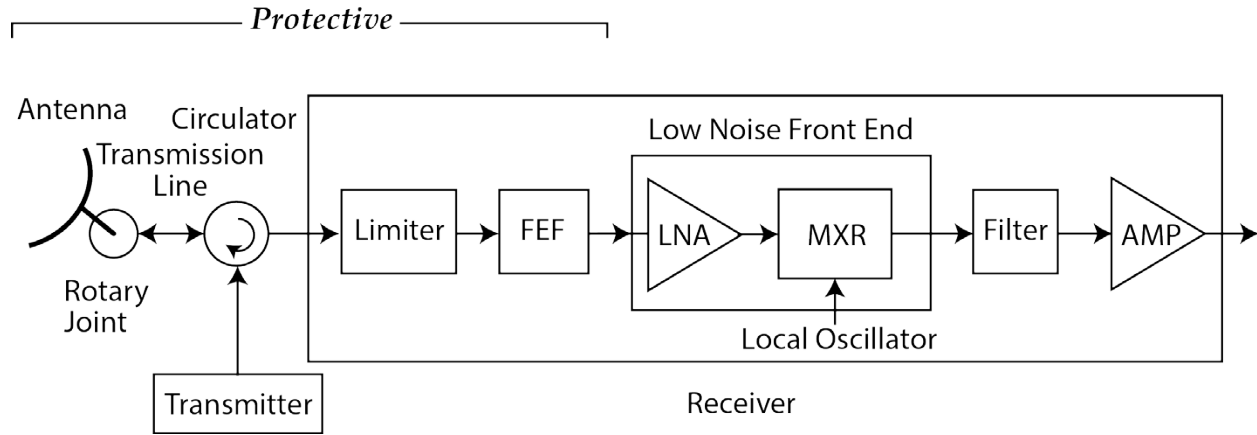 Protective
Antenna
Circulator
Transmission
Line
Low Noise Front End
Limiter
FEF
LNA
MXR
Filter
AMP
Rotary
Joint
Local Oscillator
Transmitter
Receiver